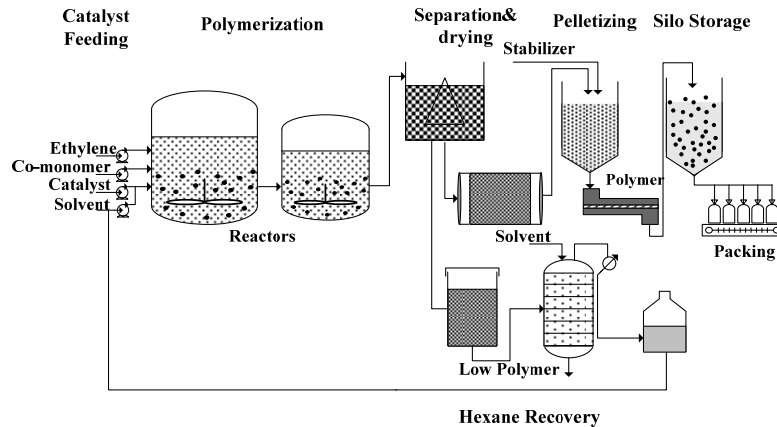 Catalyst
Feeding
Polymerization
Separation&
drying
Pelletizing
Silo Storage
Stabilizer
Ethylene
Co-monomer
Catalyst
Solvent
Reactors
Polymer
Solvent
Packing
Low Polymer
Hexane Recovery